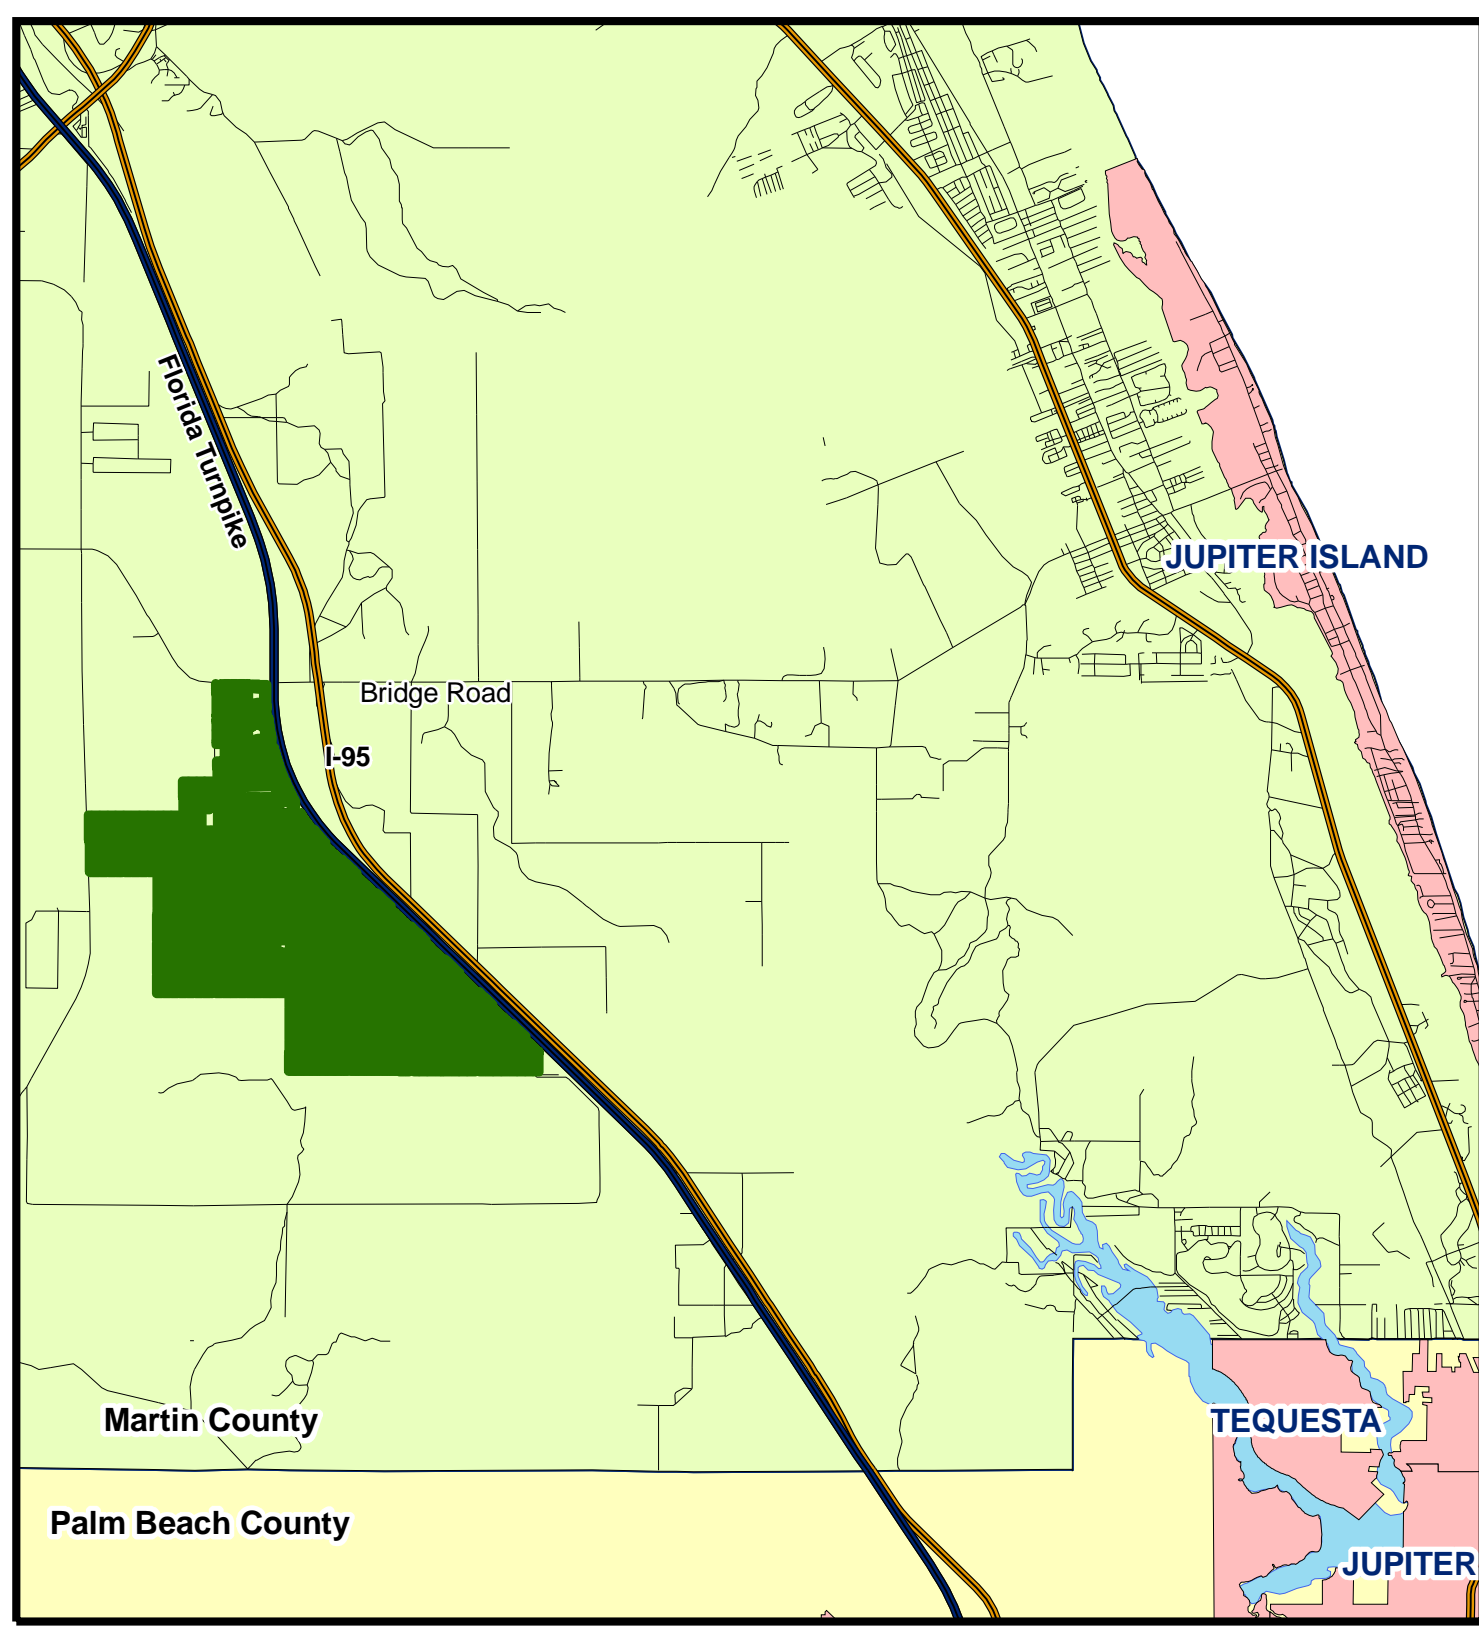 Florida Turnpike
JUPITER ISLAND
Bridge Road
I-95
Martin County
TEQUESTA
Palm Beach County
JUPITER